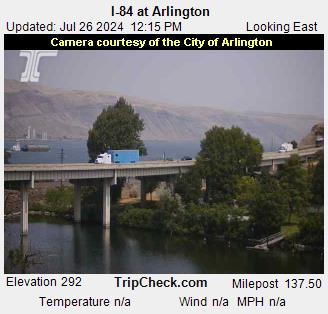 I-84 at Arlington
Updated: Jul 26 2024 12:15 PM Looking East
Camera courtesy of the City of Arlington
Elevation 292 TripCheck.com Milepost 137.50
Temperature n/a Wind n/a MPH n/a